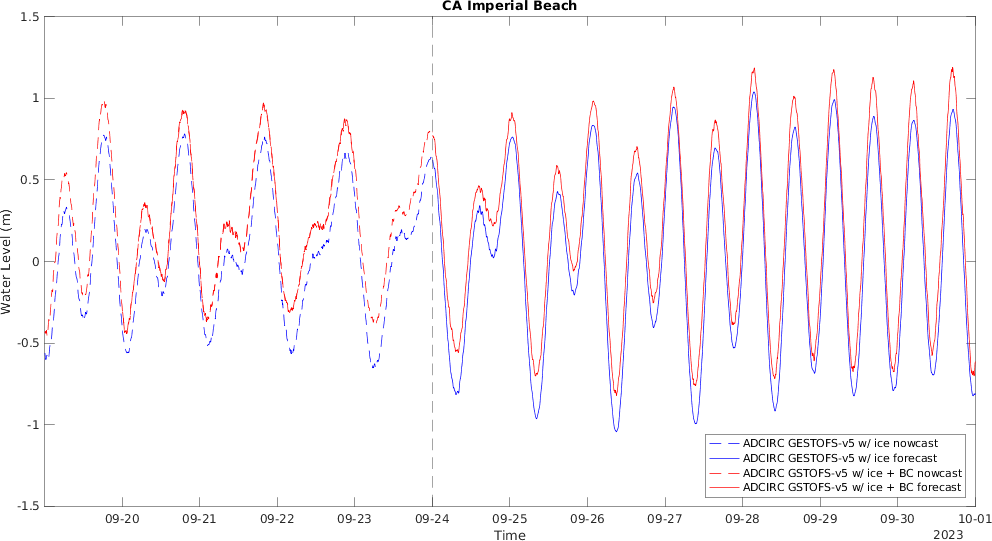 CA Imperial Beach
1.5
1
0.5
0
-0.5
-1
-1.5
Water Level (m)
09-20 09-21 09-22 09-23 09-24 09-25 09-26 09-27 09-28 09-29 09-30 10-01
Time
2023
ADCIRC GESTOFS-v5 w/ ice nowcast
ADCIRC GESTOFS-v5 w/ ice forecast
ADCIRC GSTOFS-v5 w/ ice + BC nowcast
ADCIRC GSTOFS-v5 w/ ice + BC forecast